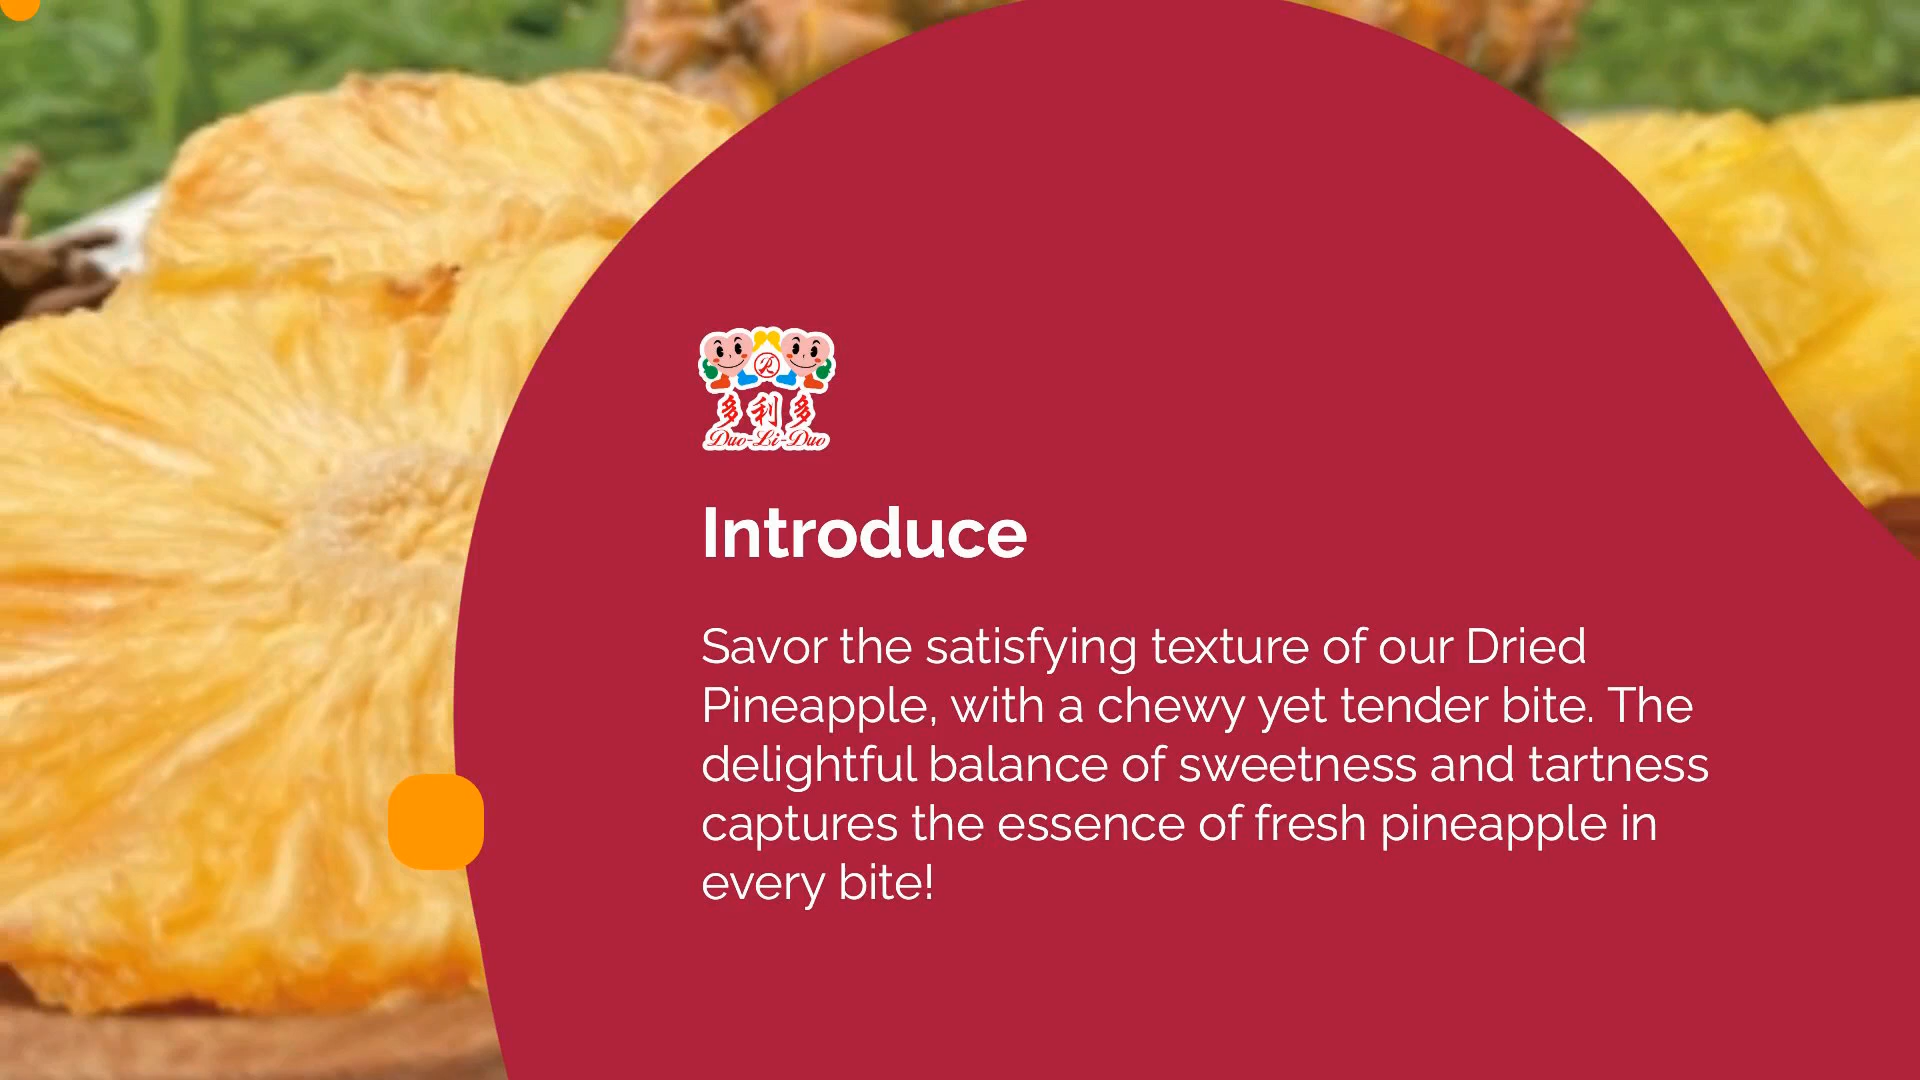 R
多利多
Duo-Li-Duo
Introduce
Savor the satisfying texture of our Dried
Pineapple, with a chewy yet tender bite. The
delightful balance of sweetness and tartness
captures the essence of fresh pineapple in
every bite!